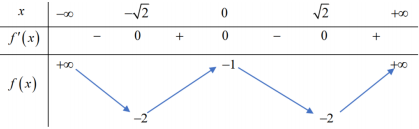 x −∞ −√2 0 √2 +∞
f′(x) − 0 + 0 − 0 +
+∞ −1 +∞
f(x)
−2 −2